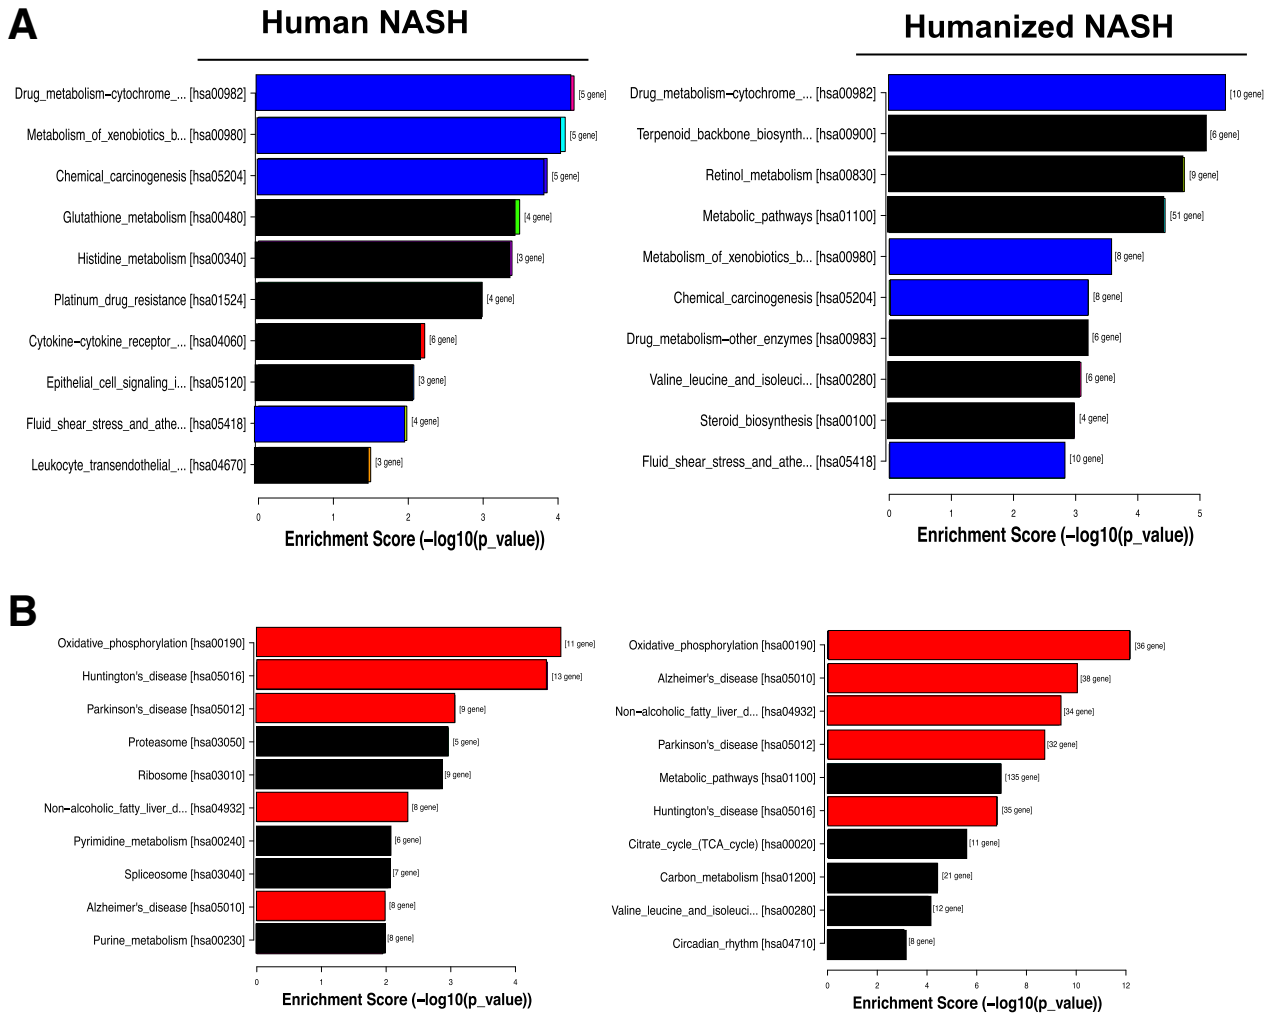 A
Human NASH
Drug_metabolism−cytochrome_... [hsa00982]
[5 gene]
Metabolism_of_xenobiotics_b... [hsa00980]
[5 gene]
Chemical_carcinogenesis [hsa05204]
[5 gene]
Glutathione_metabolism [hsa00480]
[4 gene]
Histidine_metabolism [hsa00340]
[3 gene]
Platinum_drug_resistance [hsa01524]
[4 gene]
Cytokine−cytokine_receptor_... [hsa04060]
[6 gene]
Epithelial_cell_signaling_i... [hsa05120]
[3 gene]
Fluid_shear_stress_and_athe... [hsa05418]
[4 gene]
Leukocyte_transendothelial_... [hsa04670]
[3 gene]
0 1 2 3 4
Enrichment Score (−log10(p_value))
Humanized NASH
Drug_metabolism−cytochrome_... [hsa00982]
[10 gene]
Terpenoid_backbone_biosynth... [hsa00900]
[6 gene]
Retinol_metabolism [hsa00830]
[9 gene]
Metabolic_pathways [hsa01100]
[51 gene]
Metabolism_of_xenobiotics_b... [hsa00980]
[8 gene]
Chemical_carcinogenesis [hsa05204]
[8 gene]
Drug_metabolism−other_enzymes [hsa00983]
[6 gene]
Valine_leucine_and_isoleuci... [hsa00280]
[6 gene]
Steroid_biosynthesis [hsa00100]
[4 gene]
Fluid_shear_stress_and_athe... [hsa05418]
[10 gene]
0 1 2 3 4 5
Enrichment Score (−log10(p_value))
B
Oxidative_phosphorylation [hsa00190]
[11 gene]
Huntington's_disease [hsa05016]
[13 gene]
Parkinson's_disease [hsa05012]
[9 gene]
Proteasome [hsa03050]
[5 gene]
Ribosome [hsa03010]
[9 gene]
Non−alcoholic_fatty_liver_d... [hsa04932]
[8 gene]
Pyrimidine_metabolism [hsa00240]
[6 gene]
Spliceosome [hsa03040]
[7 gene]
Alzheimer's_disease [hsa05010]
[8 gene]
Purine_metabolism [hsa00230]
[8 gene]
0 1 2 3 4
Enrichment Score (−log10(p_value))
Oxidative_phosphorylation [hsa00190]
[36 gene]
Alzheimer's_disease [hsa05010]
[38 gene]
Non−alcoholic_fatty_liver_d... [hsa04932]
[34 gene]
Parkinson's_disease [hsa05012]
[32 gene]
Metabolic_pathways [hsa01100]
[135 gene]
Huntington's_disease [hsa05016]
[35 gene]
Citrate_cycle_(TCA_cycle) [hsa00020]
[11 gene]
Carbon_metabolism [hsa01200]
[21 gene]
Valine_leucine_and_isoleuci... [hsa00280]
[12 gene]
Circadian_rhythm [hsa04710]
[8 gene]
0 2 4 6 8 10 12
Enrichment Score (−log10(p_value))